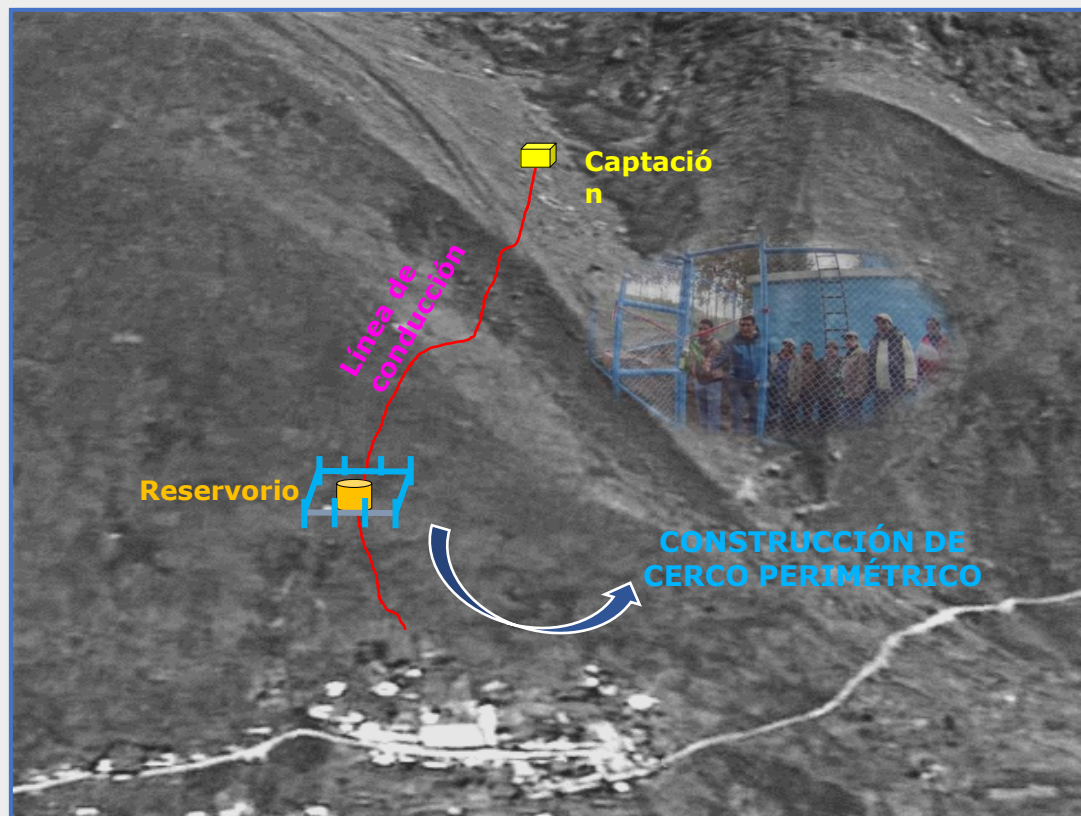 Captació
n
Línea de
conducción
Reservorio
CONSTRUCCIÓN DE
CERCO PERIMÉTRICO